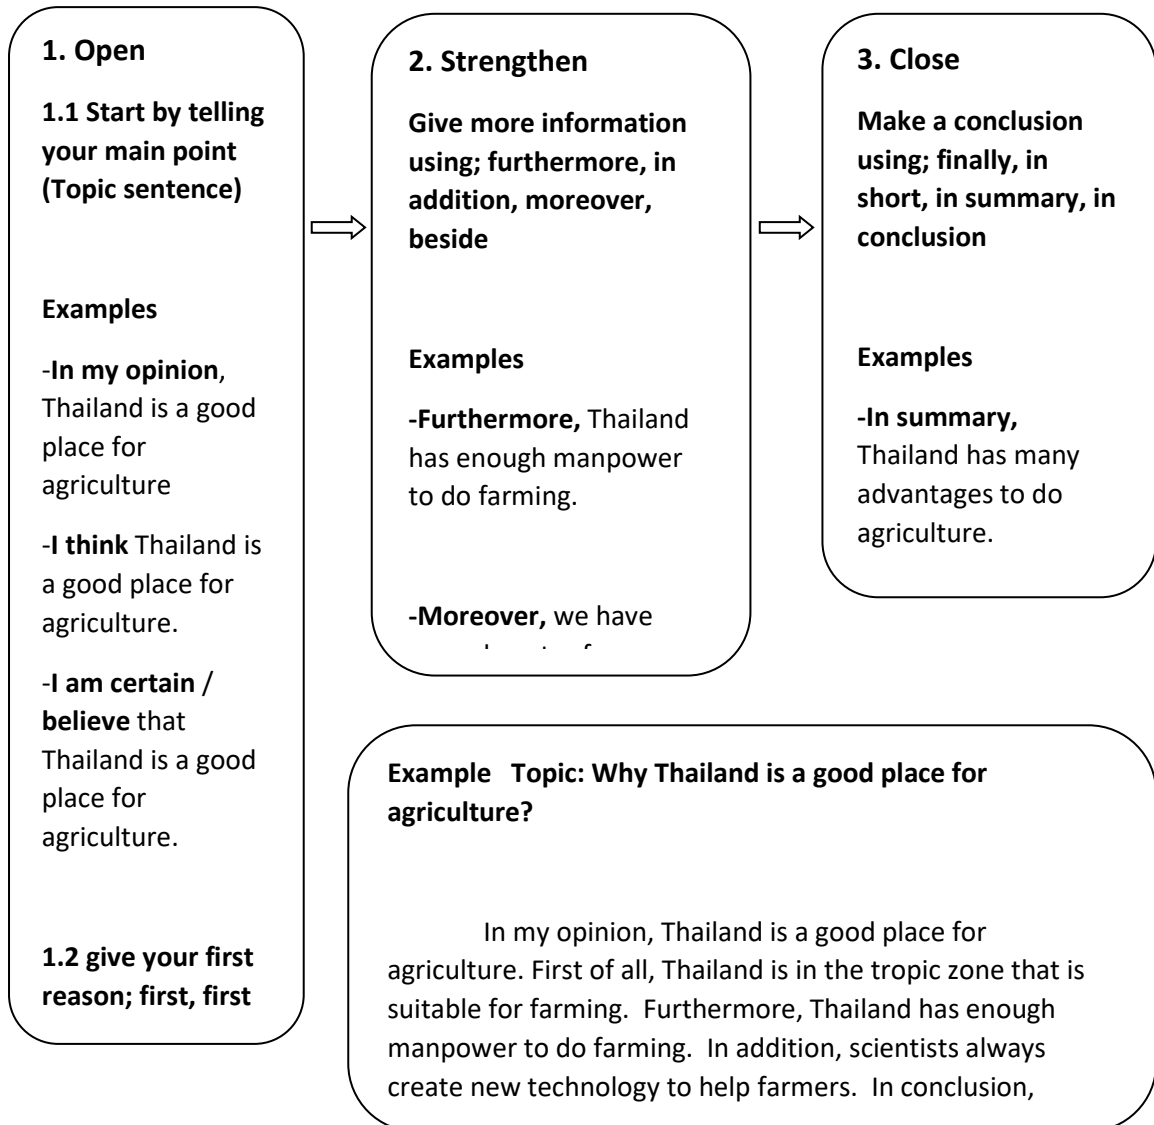 1. Open
1.1 Start by telling
your main point
(Topic sentence)
Examples
-In my opinion,
Thailand is a good
place for
agriculture
-I think Thailand is
a good place for
agriculture.
-I am certain /
believe that
Thailand is a good
place for
agriculture.
1.2 give your first
reason; first, first
2. Strengthen
Give more information
using; furthermore, in
addition, moreover,
beside
Examples
-Furthermore, Thailand
has enough manpower
to do farming.
-Moreover, we have
3. Close
Make a conclusion
using; finally, in
short, in summary, in
conclusion
Examples
-In summary,
Thailand has many
advantages to do
agriculture.
Example   Topic: Why Thailand is a good place for
agriculture?
In my opinion, Thailand is a good place for
agriculture. First of all, Thailand is in the tropic zone that is
suitable for farming.  Furthermore, Thailand has enough
manpower to do farming.  In addition, scientists always
create new technology to help farmers.  In conclusion,